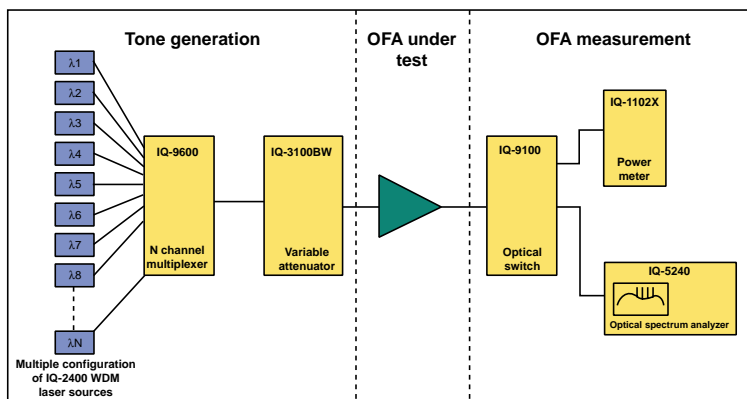 Tone generation
OFA under
test
OFA measurement
λ1
λ2
λ3
λ4
λ5
λ6
λ7
λ8
λN
Multiple configuration
of IQ-2400 WDM
laser sources
IQ-9600
N channel
multiplexer
IQ-3100BW
Variable
attenuator
IQ-9100
Optical
switch
IQ-1102X
Power
meter
IQ-5240
Optical spectrum analyzer